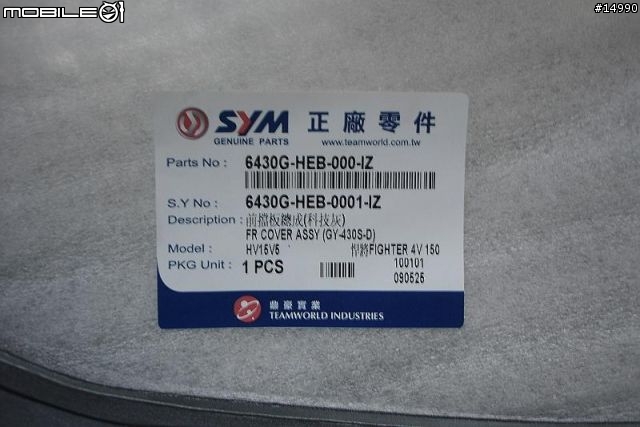 MOBILE01
#14990
SYM 正廠零件
GENUINE PARTS www.teamworld.com.tw
Parts No : 6430G-HEB-000-IZ
S.Y No : 6430G-HEB-0001-IZ
Description : 前擋板總成(科技灰)
FR COVER ASSY (GY-430S-D)
Model : HV15V5 悍將FIGHTER 4V 150
PKG Unit : 1 PCS 100101
090525
鼎豪實業
TEAMWORLD INDUSTRIES